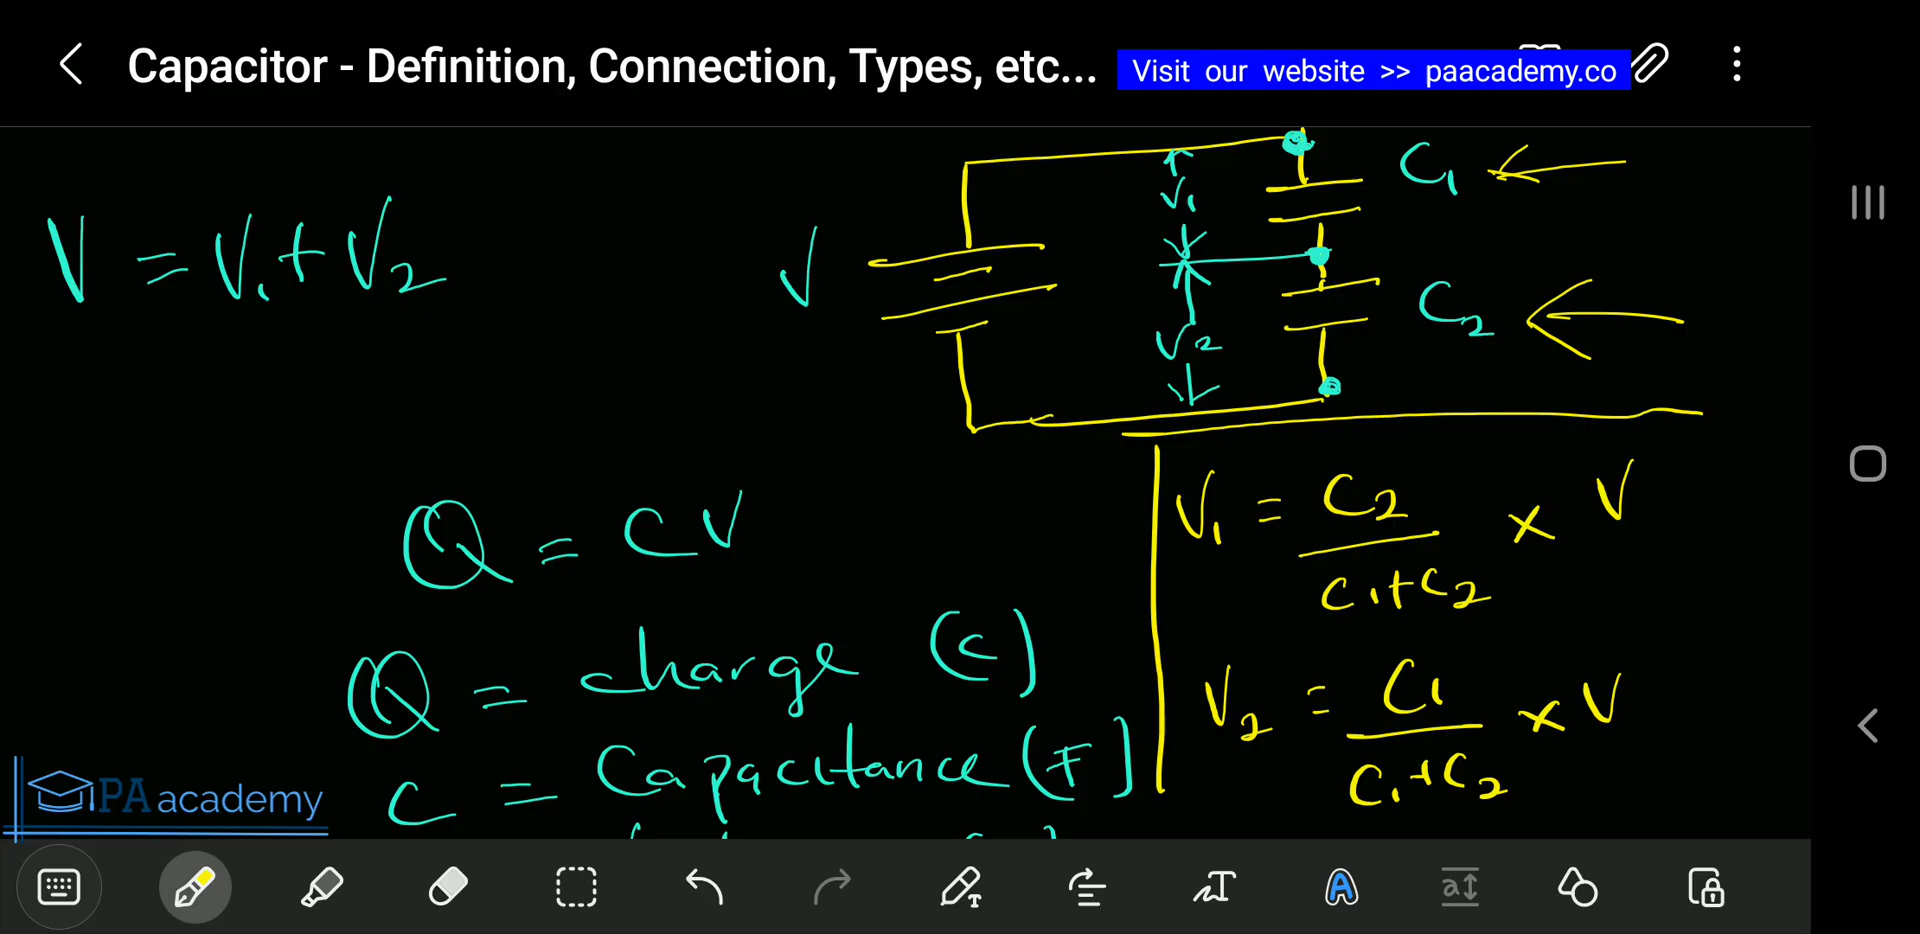 Capacitor - Definition, Connection, Types, etc...
Visit our website >> paacademy.co
V = V1 + V2
V
V1
V2
C1
C2
Q = CV
Q = charge (C)
C = Capacitance (F)
V1 = C2 / C1+C2 × V
V2 = C1 / C1+C2 × V
PA academy